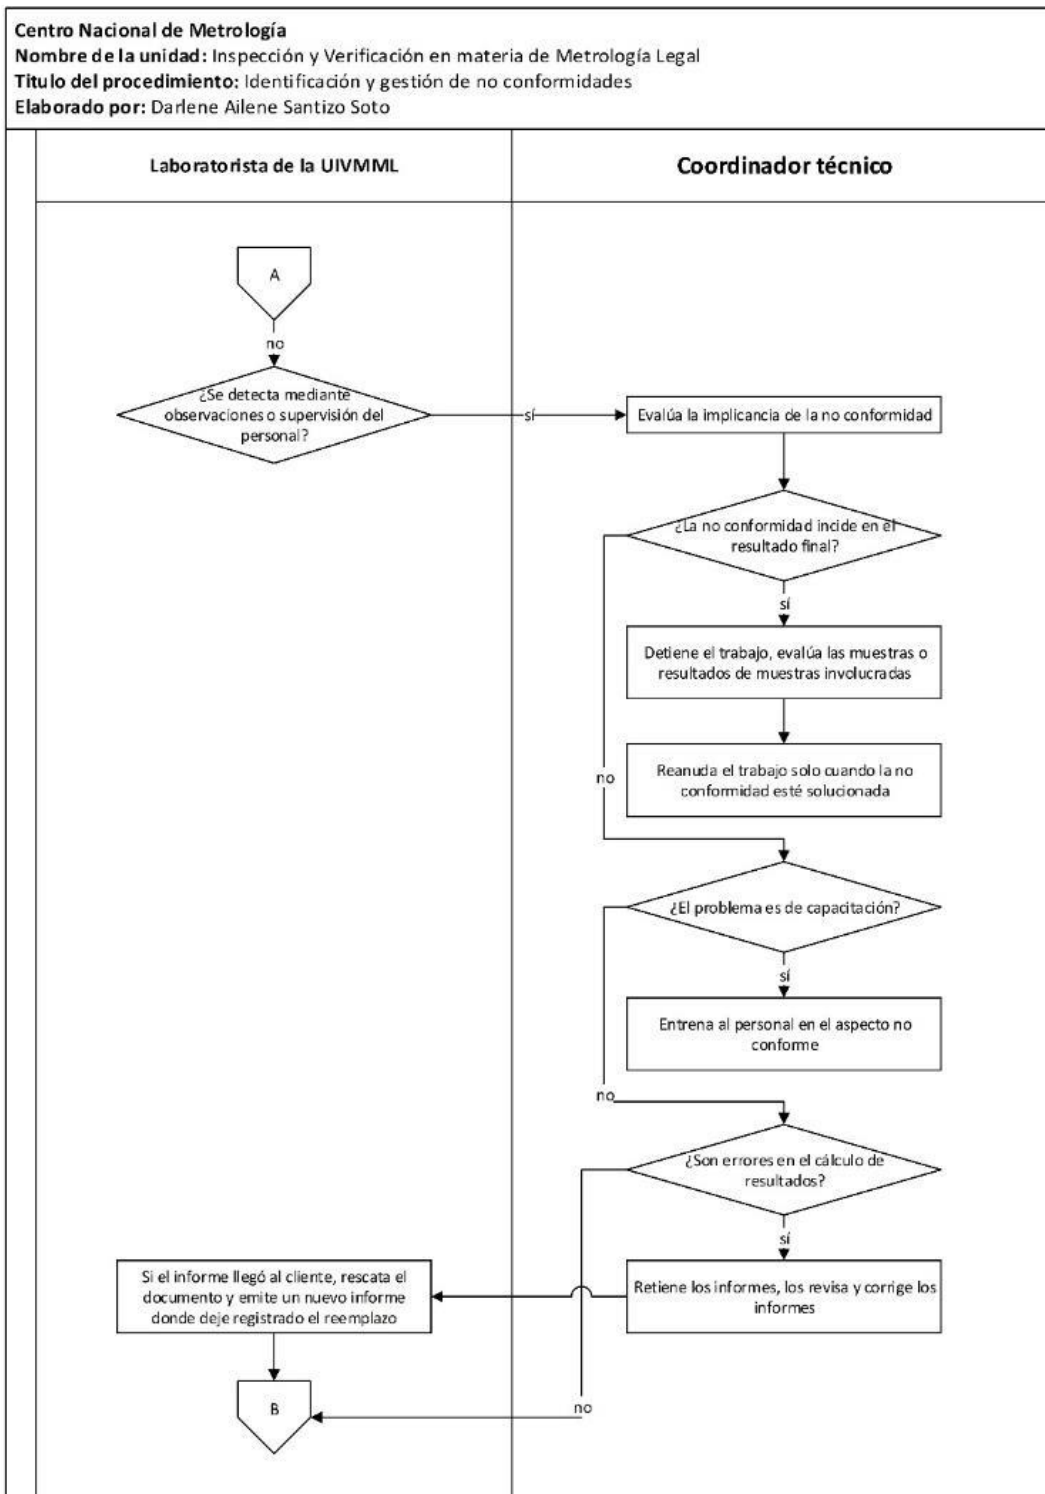 Centro Nacional de Metrología
Nombre de la unidad: Inspección y Verificación en materia de Metrología Legal
Titulo del procedimiento: Identificación y gestión de no conformidades
Elaborado por: Darlene Ailene Santizo Soto
Laboratorista de la UIVMML
Coordinador técnico
A
no
¿Se detecta mediante
observaciones o supervisión del
personal?
sí
Evalúa la implicancia de la no conformidad
¿La no conformidad incide en el
resultado final?
sí
Detiene el trabajo, evalúa las muestras o
resultados de muestras involucradas
no
Reanuda el trabajo solo cuando la no
conformidad esté solucionada
¿El problema es de capacitación?
sí
Entrena al personal en el aspecto no
conforme
no
¿Son errores en el cálculo de
resultados?
sí
Retiene los informes, los revisa y corrige los
informes
Si el informe llegó al cliente, rescata el
documento y emite un nuevo informe
donde deje registrado el reemplazo
no
B